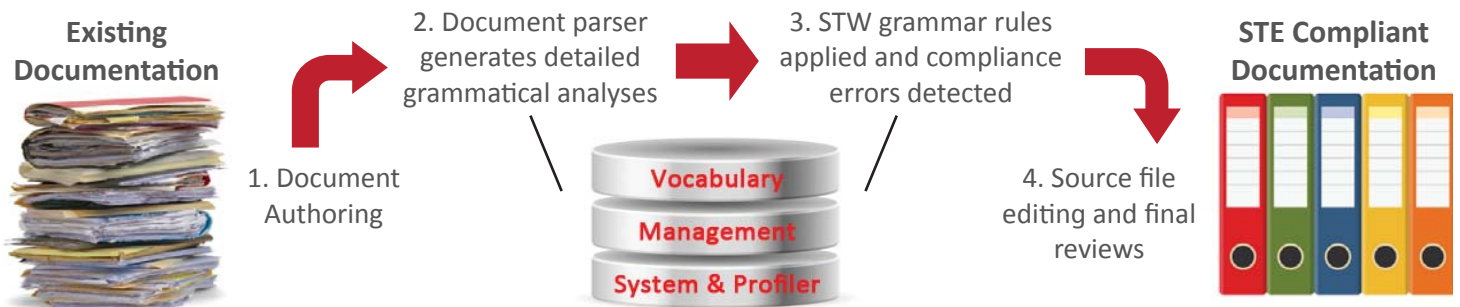 Existing
Documentation
1. Document
Authoring
2. Document parser
generates detailed
grammatical analyses
3. STW grammar rules
applied and compliance
errors detected
Vocabulary
Management
System & Profiler
4. Source file
editing and final
reviews
STE Compliant
Documentation